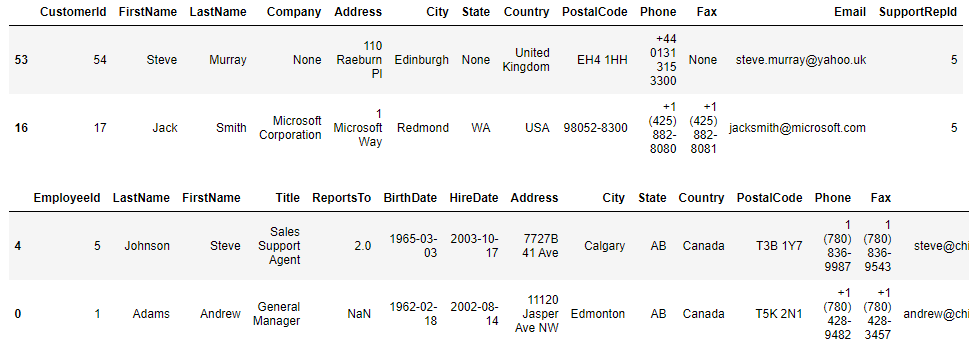 CustomerId FirstName LastName Company Address City State Country PostalCode Phone Fax Email SupportRepId
53 54 Steve Murray None 110 Raeburn Pl Edinburgh None United Kingdom EH4 1HH +44 0131 315 3300 None steve.murray@yahoo.uk 5
16 17 Jack Smith Microsoft Corporation 1 Microsoft Way Redmond WA USA 98052-8300 +1 (425) 882-8080 +1 (425) 882-8081 jacksmith@microsoft.com 5
EmployeeId LastName FirstName Title ReportsTo BirthDate HireDate Address City State Country PostalCode Phone Fax
4 5 Johnson Steve Sales Support Agent 2.0 1965-03-03 2003-10-17 7727B 41 Ave Calgary AB Canada T3B 1Y7 1 (780) 836-9987 1 (780) 836-9543 steve@chi
0 1 Adams Andrew General Manager NaN 1962-02-18 2002-08-14 11120 Jasper Ave NW Edmonton AB Canada T5K 2N1 +1 (780) 428-9482 +1 (780) 428-3457 andrew@chi